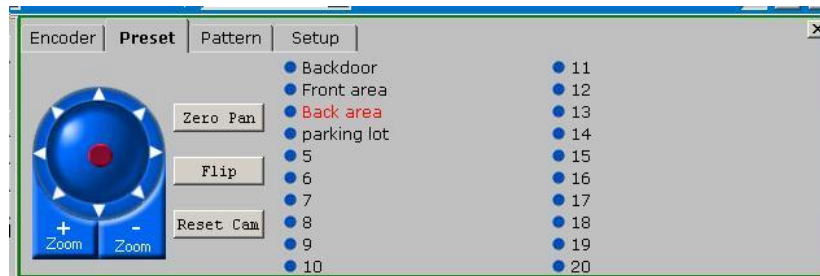 Encoder Preset Pattern Setup
Zero Pan
Flip
Reset Cam
+ Zoom
- Zoom
Backdoor
Front area
Back area
parking lot
5
6
7
8
9
10
11
12
13
14
15
16
17
18
19
20